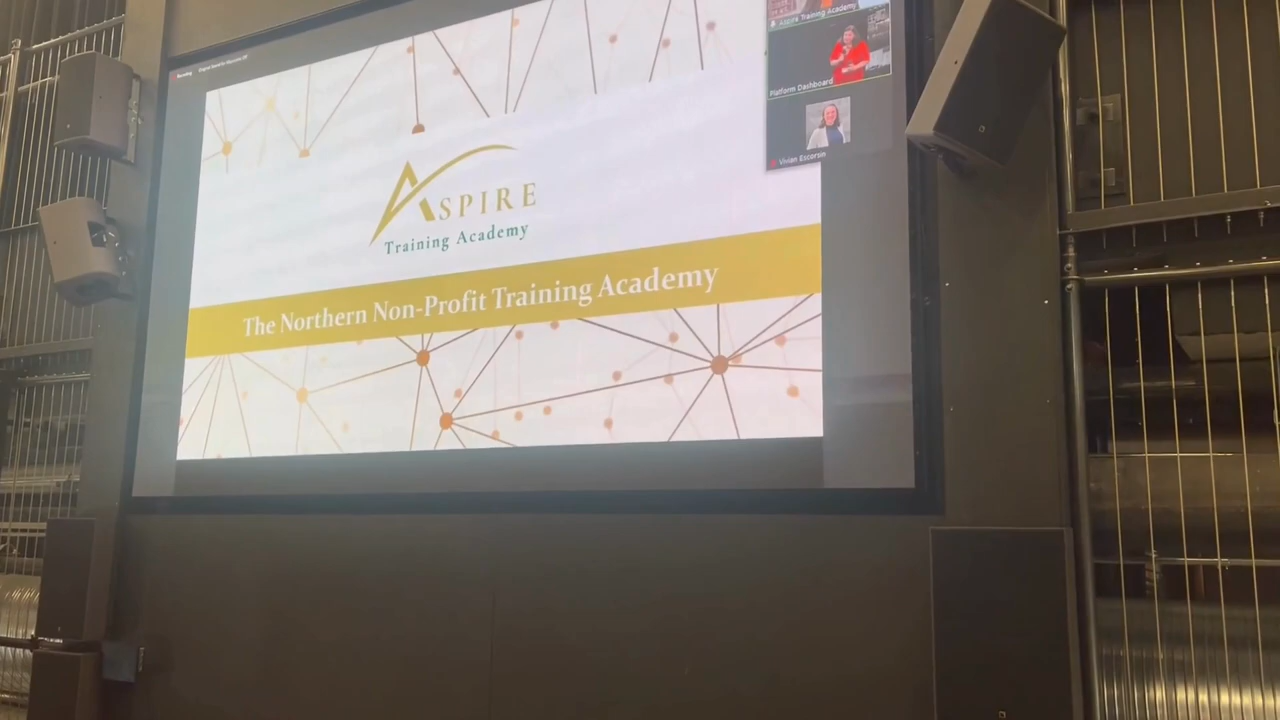 Aspire Training Academy
Platform Dashboard
Vivian Escorsin
ASPIRE
Training Academy
The Northern Non-Profit Training Academy